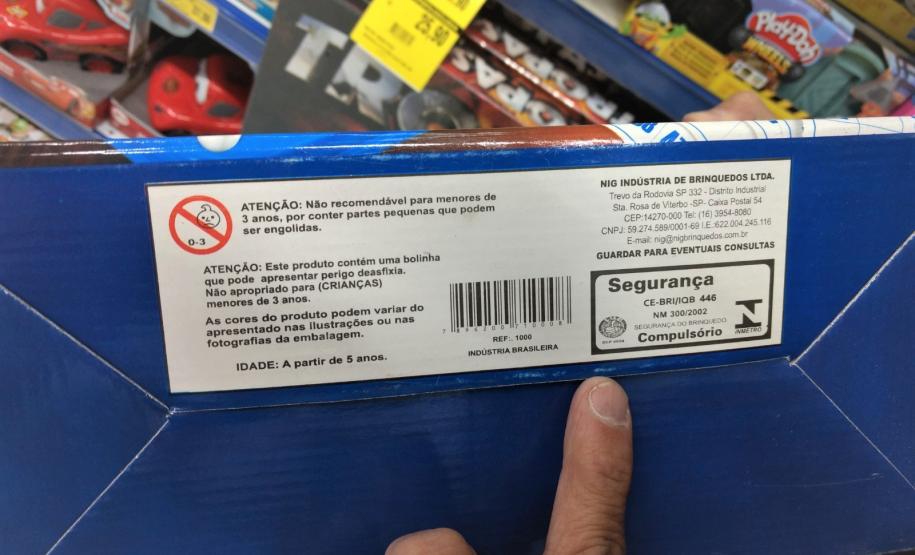 25,90
Play-Doh
WHEELS
0-3
ATENÇÃO: Não recomendável para menores de
3 anos, por conter partes pequenas que podem
ser engolidas.
ATENÇÃO: Este produto contém uma bolinha
que pode apresentar perigo deasfixia.
Não apropriado para (CRIANÇAS)
menores de 3 anos.
As cores do produto podem variar do
apresentado nas ilustrações ou nas
fotografias da embalagem.
IDADE: A partir de 5 anos.
REF:. 1000
INDÚSTRIA BRASILEIRA
NIG INDÚSTRIA DE BRINQUEDOS LTDA.
Trevo da Rodovia SP 332 - Distrito Industrial
Sta. Rosa de Viterbo -SP- Caixa Postal 54
CEP:14270-000 Tel: (16) 3954-8080
CNPJ: 59.274.589/0001-69 I.E.:622.004.245.116
E-mail: nig@nigbrinquedos.com.br
GUARDAR PARA EVENTUAIS CONSULTAS
Segurança
CE-BRI/IQB 446
NM 300/2002
SEGURANÇA DO BRINQUEDO
Compulsório
INMETRO